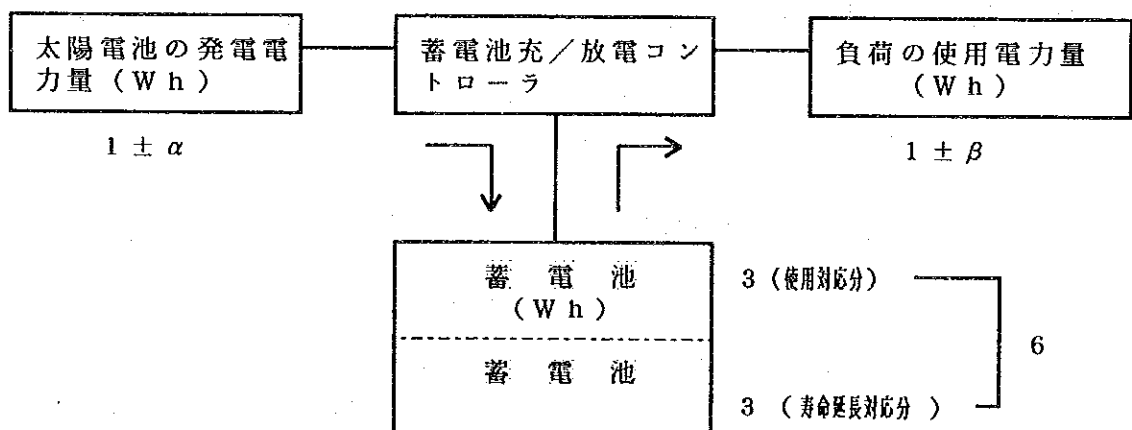 太陽電池の発電電
力量(Wh)
蓄電池充/放電コン
トローラ
負荷の使用電力量
(Wh)
1 ± α
1 ± β
蓄電池
(Wh)
3 (使用対応分)
6
蓄電池
3 (寿命延長対応分)